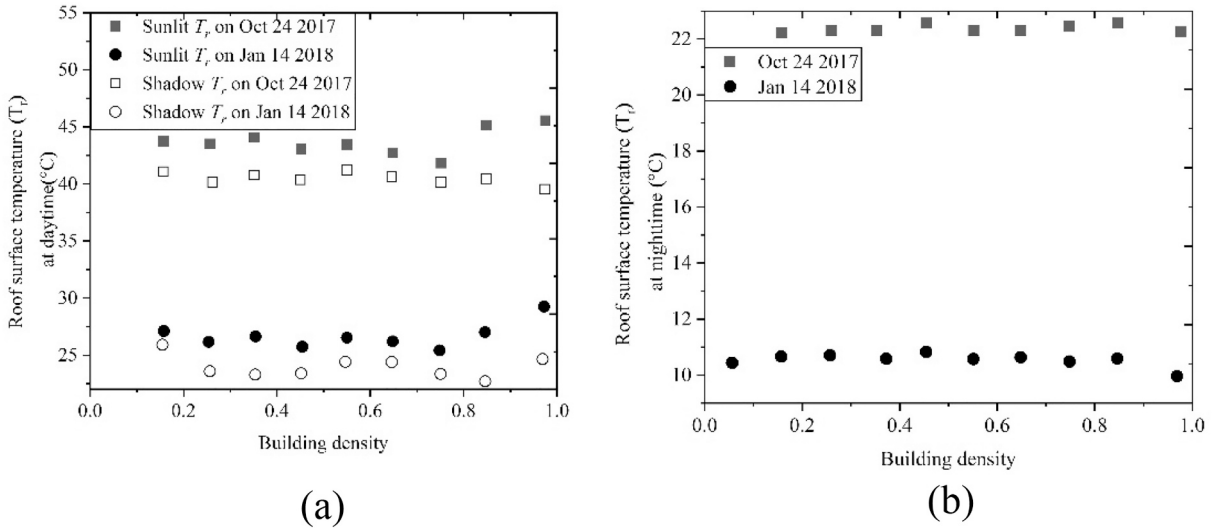 55
50
45
40
35
30
25
0.0 0.2 0.4 0.6 0.8 1.0
Roof surface temperature (Tr)
at daytime(°C)
Building density
Sunlit Tr on Oct 24 2017
Sunlit Tr on Jan 14 2018
Shadow Tr on Oct 24 2017
Shadow Tr on Jan 14 2018
(a)
22
20
18
16
14
12
10
0.0 0.2 0.4 0.6 0.8 1.0
Roof surface temperature (Tr)
at nighttime (°C)
Building density
Oct 24 2017
Jan 14 2018
(b)